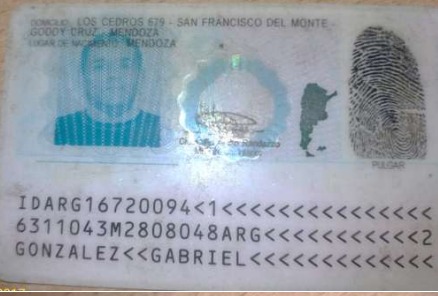 DOMICILIO: LOS CEDROS 679 - SAN FRANCISCO DEL MONTE -
GODOY CRUZ - MENDOZA
LUGAR DE NACIMIENTO: MENDOZA
PULGAR
IDARG16720094<1<<<<<<<<<<<<<<<
6311043M2808048ARG<<<<<<<<<<<2
GONZALEZ<<GABRIEL<<<<<<<<<<<<<